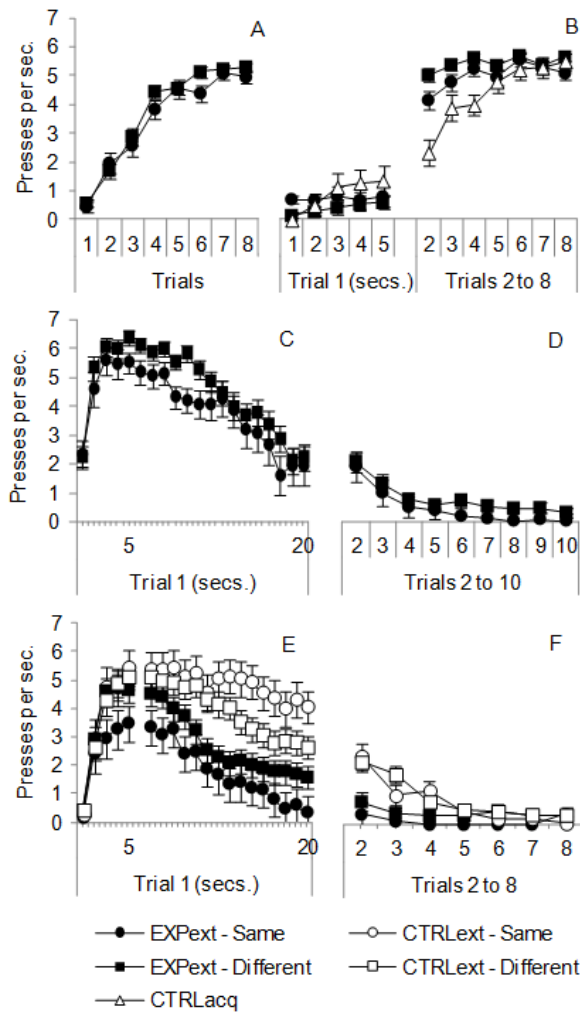 A
B
Presses per sec.
7
6
5
4
3
2
1
0
1 2 3 4 5 6 7 8
1 2 3 4 5
2 3 4 5 6 7 8
Trials
Trial 1 (secs.)
Trials 2 to 8
C
D
Presses per sec.
7
6
5
4
3
2
1
0
5 20
2 3 4 5 6 7 8 9 10
Trial 1 (secs.)
Trials 2 to 10
E
F
Presses per sec.
7
6
5
4
3
2
1
0
5 20
2 3 4 5 6 7 8
Trial 1 (secs.)
Trials 2 to 8
EXPext - Same
CTRLext - Same
EXPext - Different
CTRLext - Different
CTRLacq